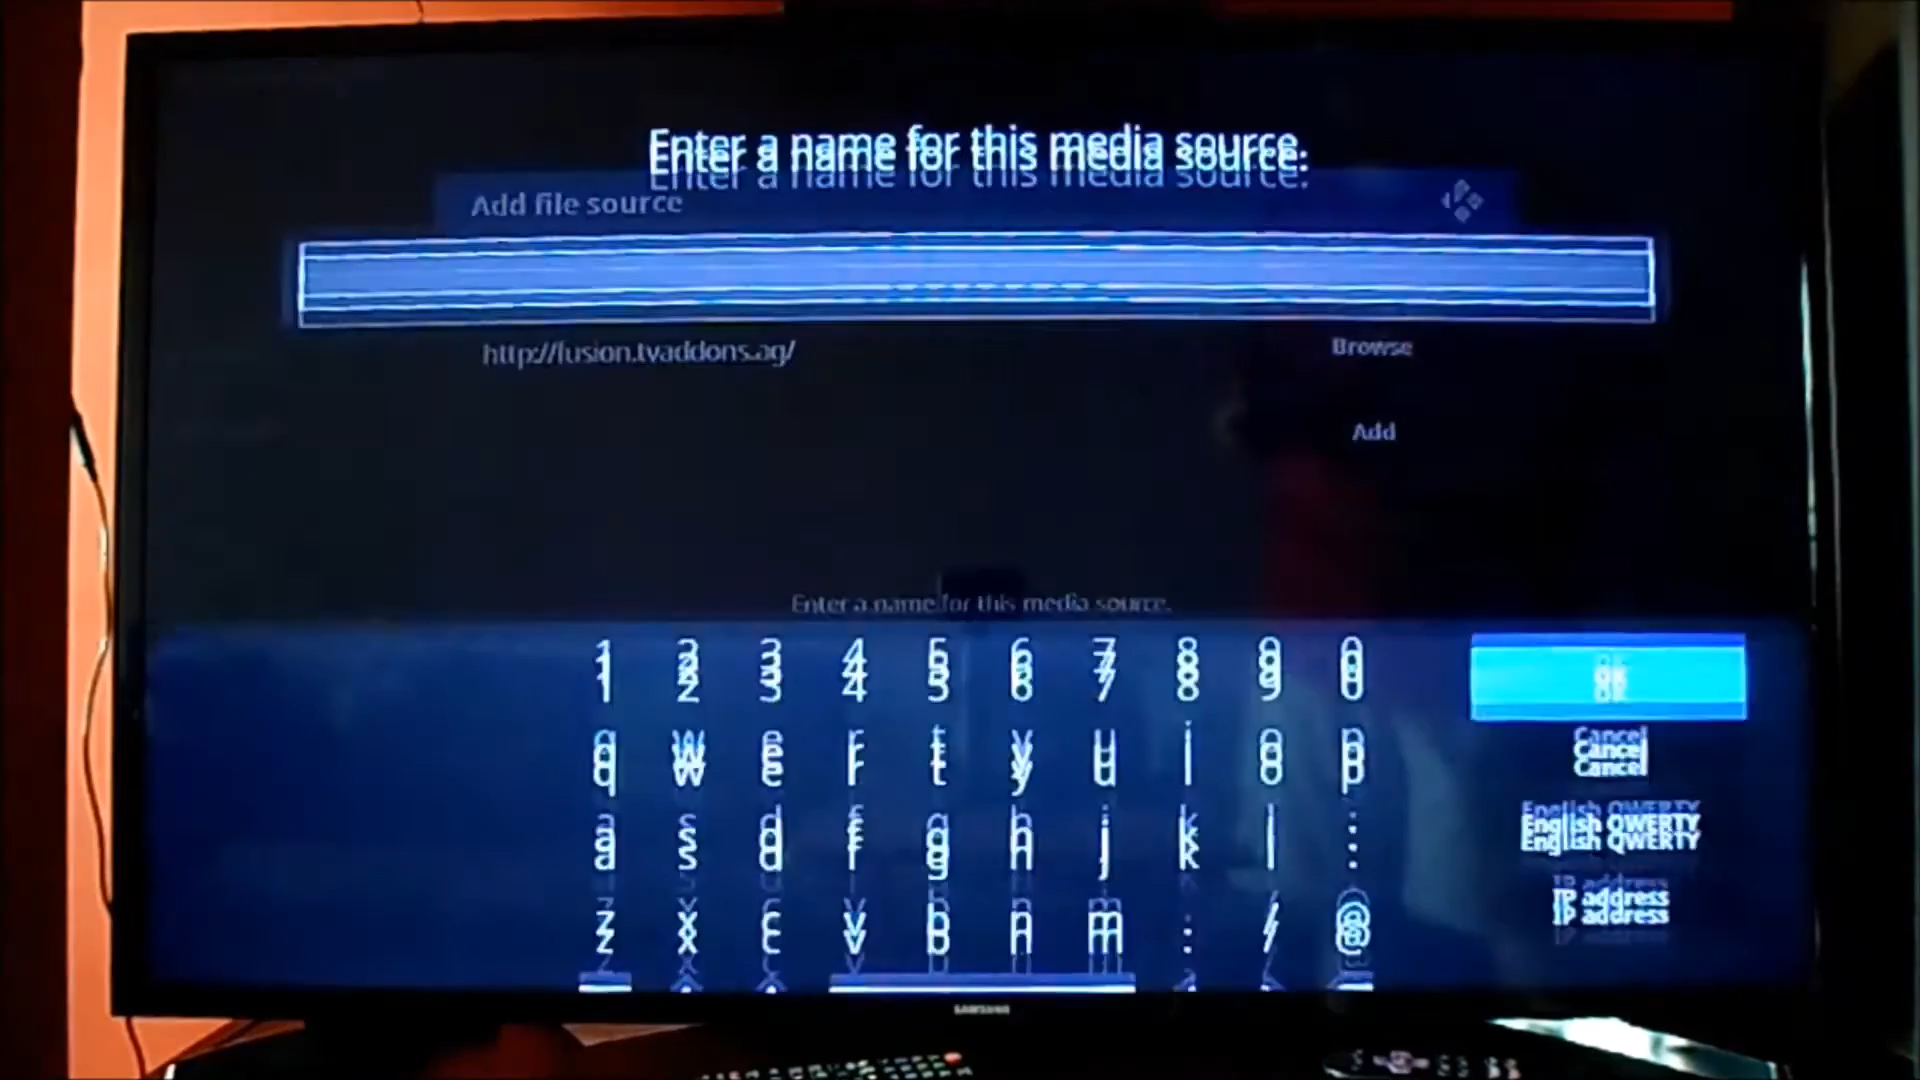 Enter a name for this media source.
Add file source
http://fusion.tvaddons.ag/
Browse
Add
Enter a name for this media source.
1 2 3 4 5 6 7 8 9 0
OK
q w e r t y u i o p
Cancel
a s d f g h j k l :
English QWERTY
z x c v b n m . / @
IP address
SAMSUNG